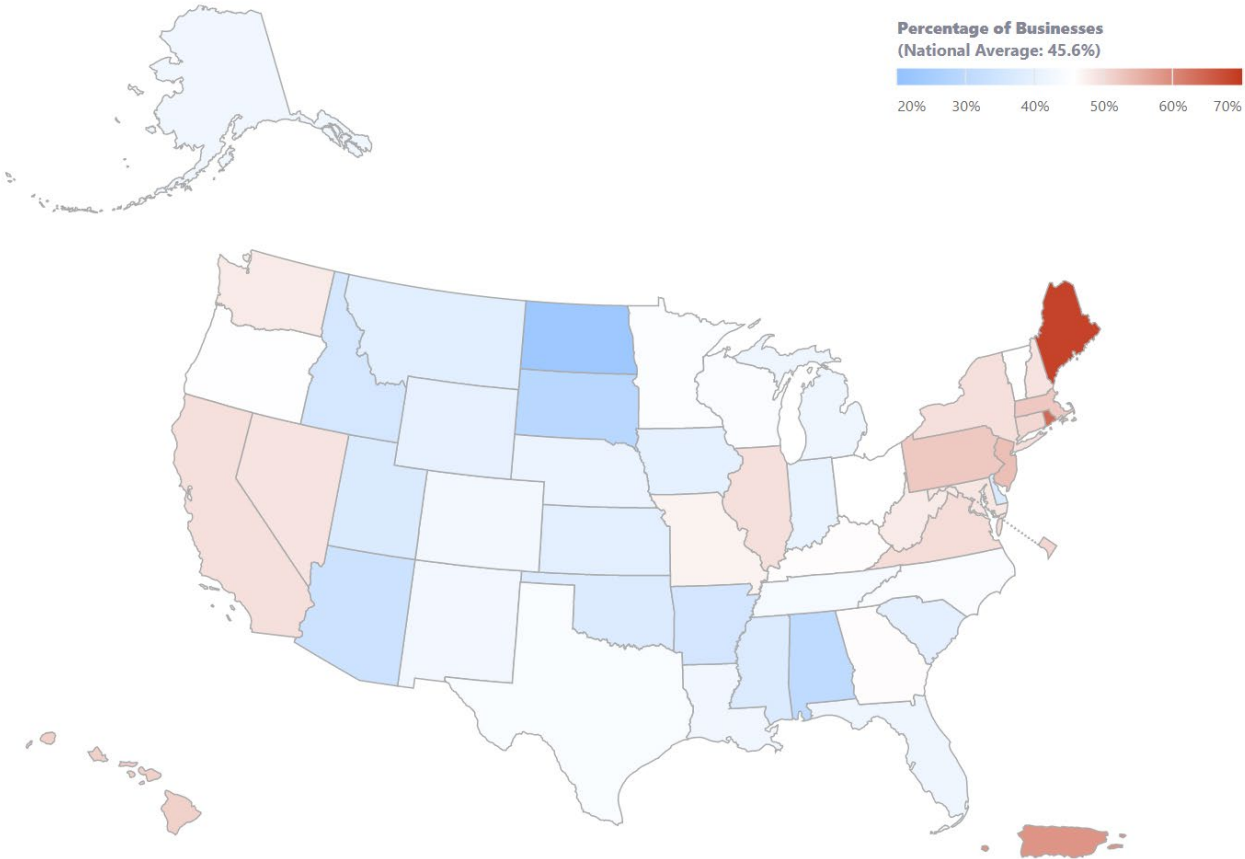 Percentage of Businesses
(National Average: 45.6%)
20% 30% 40% 50% 60% 70%